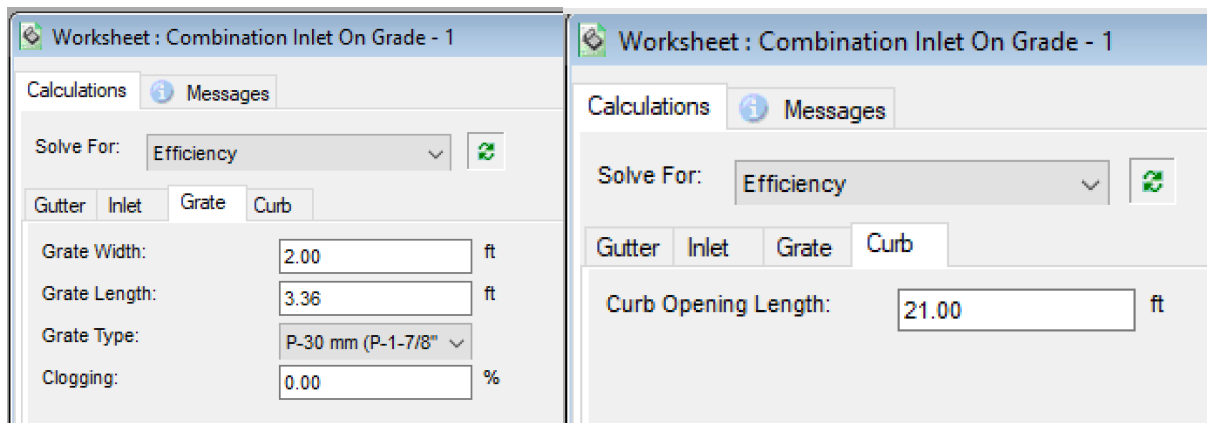 Worksheet : Combination Inlet On Grade - 1
Calculations Messages
Solve For: Efficiency
Gutter Inlet Grate Curb
Grate Width: 2.00 ft
Grate Length: 3.36 ft
Grate Type: P-30 mm (P-1-7/8"
Clogging: 0.00 %
Worksheet : Combination Inlet On Grade - 1
Calculations Messages
Solve For: Efficiency
Gutter Inlet Grate Curb
Curb Opening Length: 21.00 ft